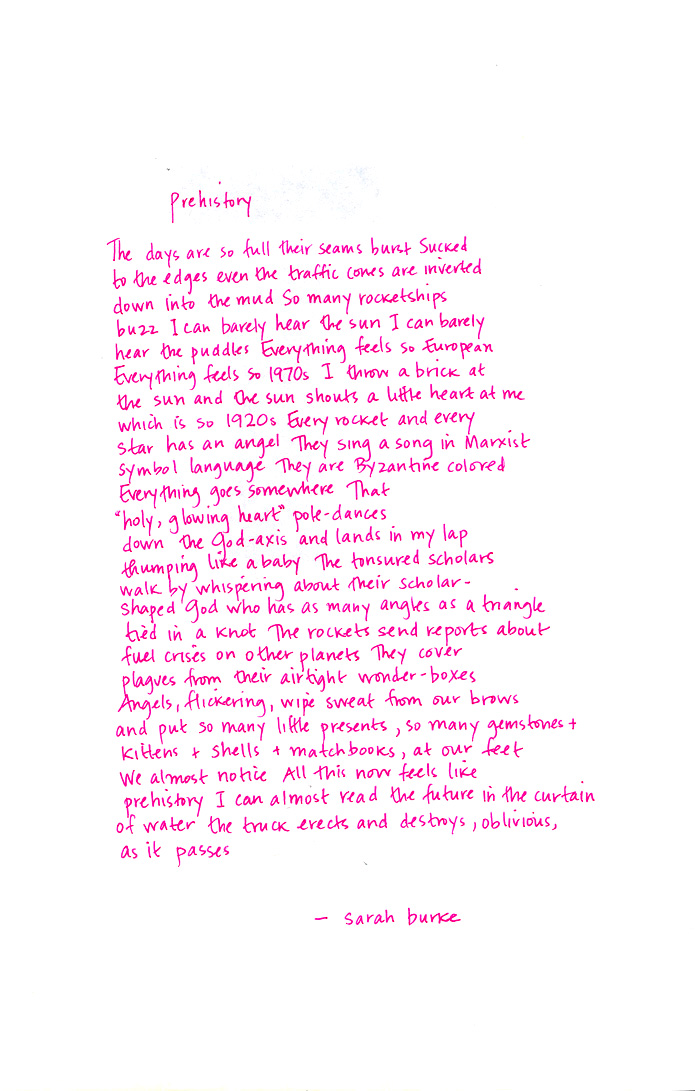 Prehistory
The days are so full their seams burst Sucked
to the edges even the traffic cones are inverted
down into the mud So many rocketships
buzz I can barely hear the sun I can barely
hear the puddles Everything feels so European
Everything feels so 1970s I throw a brick at
the sun and the sun shouts a little heart at me
which is so 1920s Every rocket and every
star has an angel They sing a song in Marxist
symbol language They are Byzantine colored
Everything goes somewhere That
"holy, glowing heart" pole-dances
down the God-axis and lands in my lap
thumping like a baby The tonsured scholars
walk by whispering about their scholar-
shaped God who has as many angles as a triangle
tied in a knot The rockets send reports about
fuel crises on other planets They cover
plagues from their airtight wonder-boxes
Angels, flickering, wipe sweat from our brows
and put so many little presents, so many gemstones +
kittens + shells + matchbooks, at our feet
We almost notice All this now feels like
prehistory I can almost read the future in the curtain
of water the truck erects and destroys, oblivious,
as it passes
— sarah burke